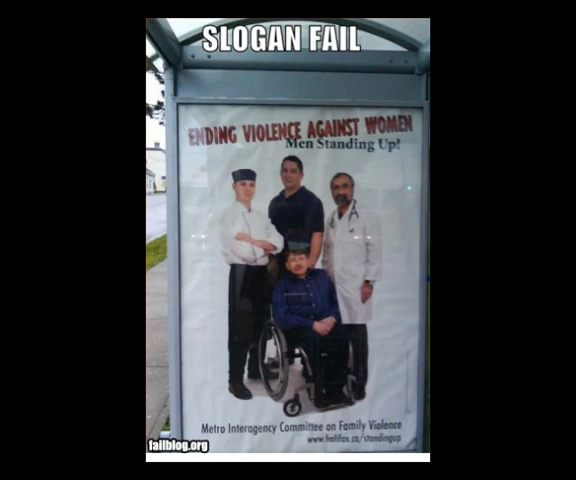 SLOGAN FAIL
ENDING VIOLENCE AGAINST WOMEN
Men Standing Up!
Metro Interagency Committee on Family Violence
www.halifax.ca/standingup
failblog.org